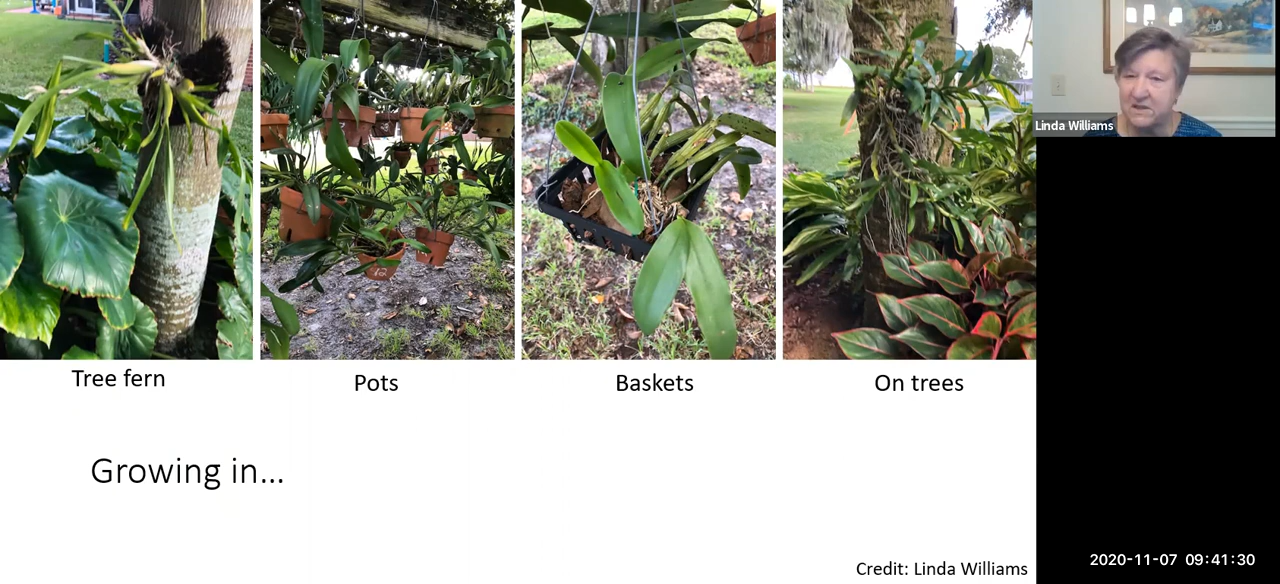 Linda Williams
Tree fern
Pots
Baskets
On trees
Growing in...
Credit: Linda Williams
2020-11-07 09:41:30
12